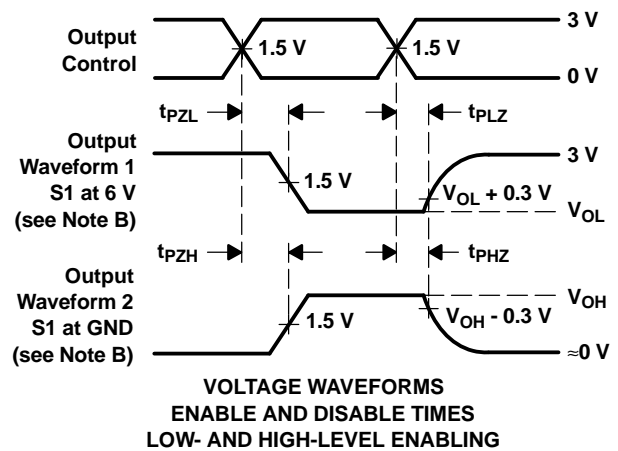 Output
Control
1.5 V
1.5 V
3 V
0 V
tPZL
tPLZ
Output
Waveform 1
S1 at 6 V
(see Note B)
1.5 V
3 V
VOL + 0.3 V
VOL
tPZH
tPHZ
Output
Waveform 2
S1 at GND
(see Note B)
1.5 V
VOH
VOH - 0.3 V
≈0 V
VOLTAGE WAVEFORMS
ENABLE AND DISABLE TIMES
LOW- AND HIGH-LEVEL ENABLING